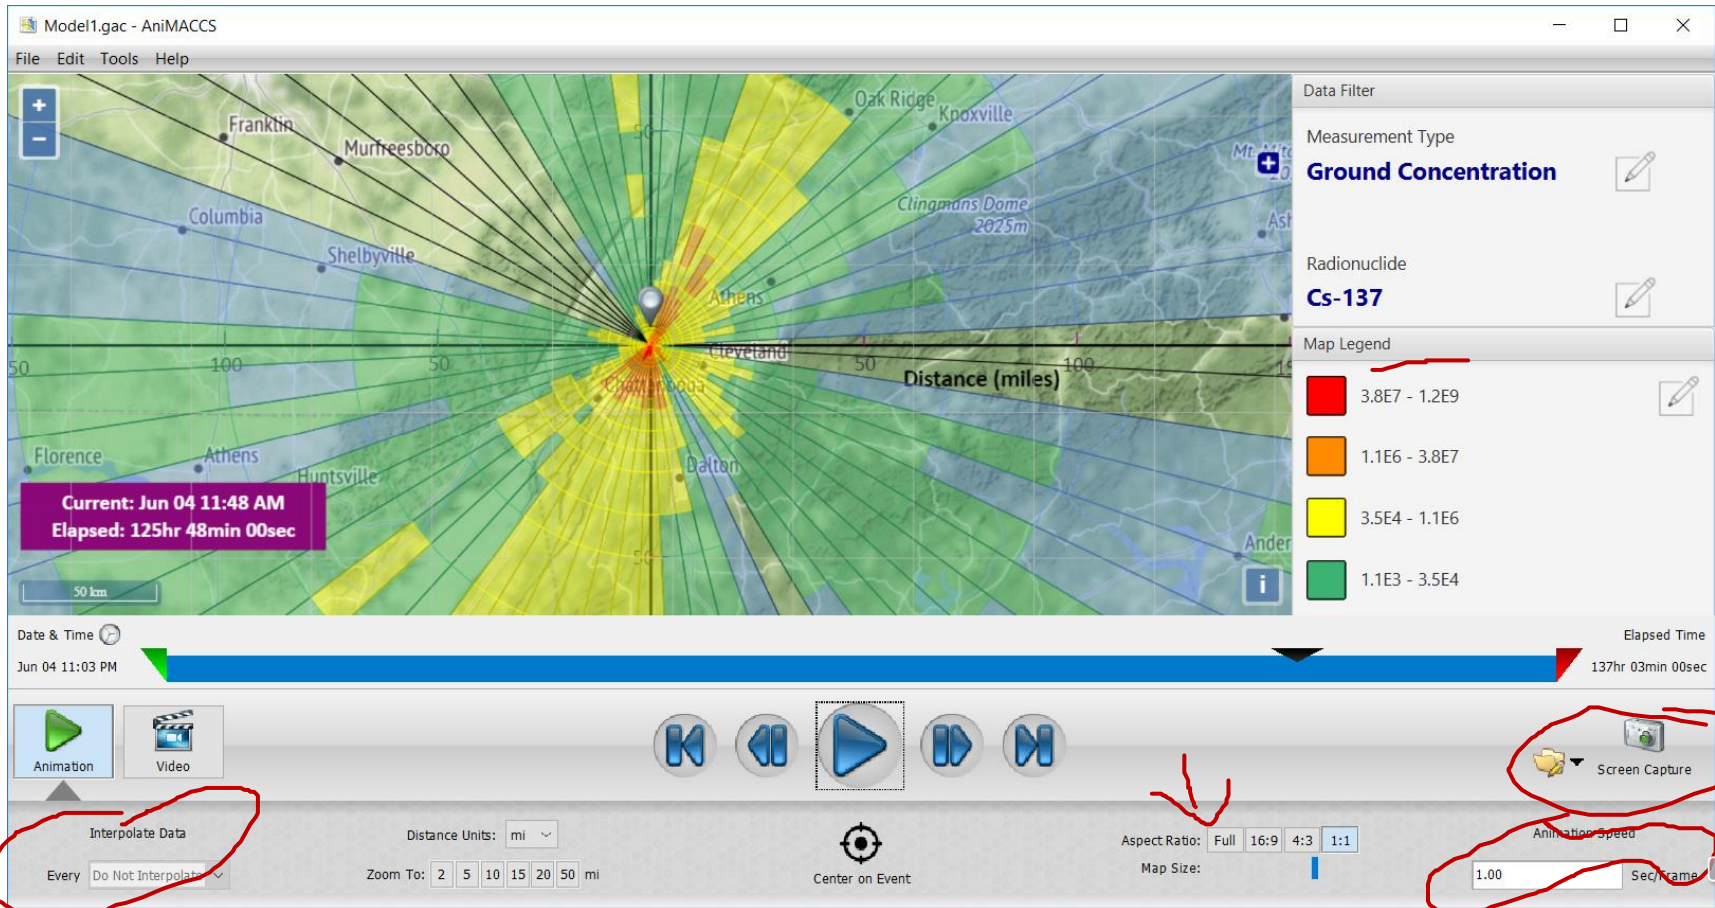 Model1.gac - AniMACCS
File Edit Tools Help
+
−
Franklin
Murfreesboro
Columbia
Shelbyville
Oak Ridge
Knoxville
50
Clingmans Dome
2025m
Athens
Cleveland
Chattanooga
50
100
50
50
100
Distance (miles)
Florence
Athens
Huntsville
Dalton
50
Current: Jun 04 11:48 AM
Elapsed: 125hr 48min 00sec
50 km
i
Data Filter
Measurement Type
Ground Concentration
Radionuclide
Cs-137
Map Legend
3.8E7 - 1.2E9
1.1E6 - 3.8E7
3.5E4 - 1.1E6
1.1E3 - 3.5E4
Date & Time
Elapsed Time
Jun 04 11:03 PM
137hr 03min 00sec
Animation
Video
Screen Capture
Interpolate Data
Every Do Not Interpolate
Distance Units: mi
Zoom To: 2 5 10 15 20 50 mi
Center on Event
Aspect Ratio: Full 16:9 4:3 1:1
Map Size:
Animation Speed
1.00 Sec/Frame